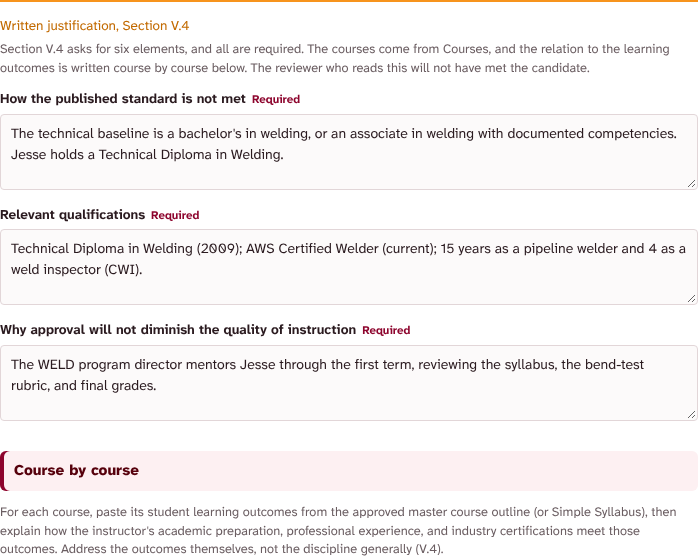 Written justification, Section V.4
Section V.4 asks for six elements, and all are required. The courses come from Courses, and the relation to the learning
outcomes is written course by course below. The reviewer who reads this will not have met the candidate.
How the published standard is not met Required
The technical baseline is a bachelor's in welding, or an associate in welding with documented competencies.
Jesse holds a Technical Diploma in Welding.
Relevant qualifications Required
Technical Diploma in Welding (2009); AWS Certified Welder (current); 15 years as a pipeline welder and 4 as a
weld inspector (CWI).
Why approval will not diminish the quality of instruction Required
The WELD program director mentors Jesse through the first term, reviewing the syllabus, the bend-test
rubric, and final grades.
Course by course
For each course, paste its student learning outcomes from the approved master course outline (or Simple Syllabus), then
explain how the instructor's academic preparation, professional experience, and industry certifications meet those
outcomes. Address the outcomes themselves, not the discipline generally (V.4).